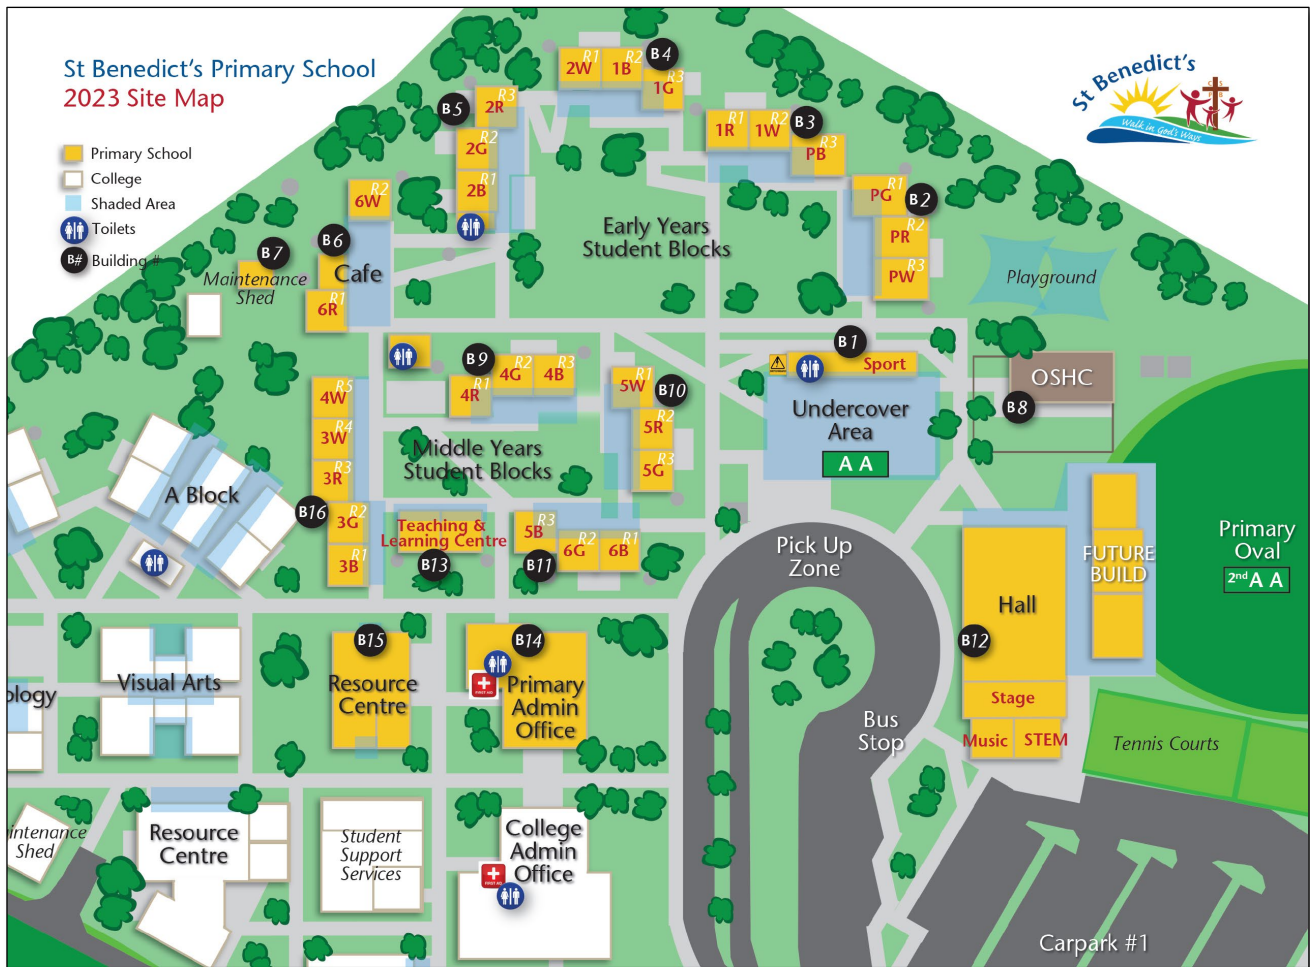 St Benedict's Primary School
2023 Site Map
Primary School
College
Shaded Area
Toilets
B# Building #
St Benedict's
Walk in God's Ways
R1 R2 B4
2W 1B R3
1G
B5 R3
2R
R2
2G
R1
2B
R1 R2 B3
1R 1W R3
PB
R1
PG B2
R2
PR
R3
PW
R2
6W
B6
B7
Maintenance
Shed
Cafe
R1
6R
Early Years
Student Blocks
Playground
B1
Sport
Undercover
Area
A A
OSHC
B8
B9 R2 R3
4G 4B
R1
4R
R1
5W B10
R2
5R
R3
5G
Middle Years
Student Blocks
R5
4W
R4
3W
R3
3R
B16 R2
3G
R1
3B
A Block
Teaching &
Learning Centre
B13
R3
5B
R2 R1
6G 6B
B11
Pick Up
Zone
FUTURE
BUILD
Primary
Oval
2nd A A
Hall
B12
Stage
Music STEM
Tennis Courts
Bus
Stop
B15
Resource
Centre
B14
FIRST AID
Primary
Admin
Office
Visual Arts
ology
intenance
Shed
Resource
Centre
Student
Support
Services
College
Admin
Office
FIRST AID
Carpark #1